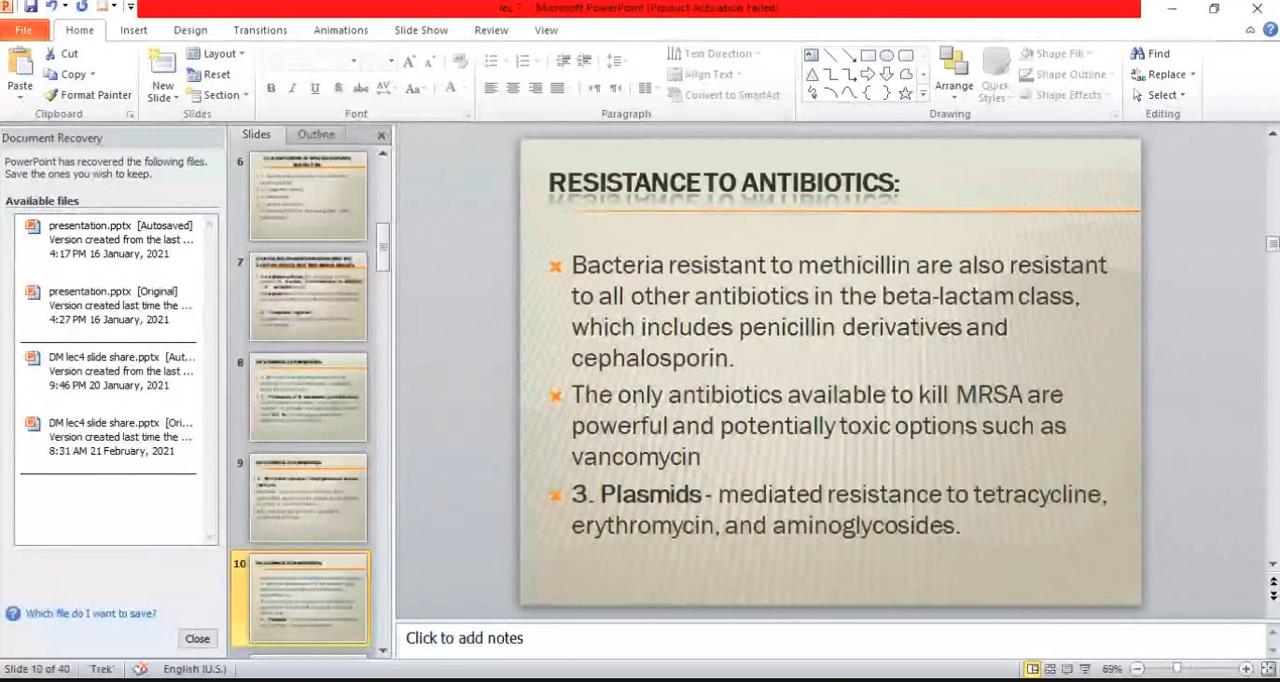 lec 7 - Microsoft PowerPoint (Product Activation Failed)
File Home Insert Design Transitions Animations Slide Show Review View
Cut
Copy
Format Painter
Paste
Clipboard
New
Slide
Layout
Reset
Section
Slides
B I U S abc AV Aa A
Font
Text Direction
Align Text
Convert to SmartArt
Paragraph
Arrange
Quick
Styles
Shape Fill
Shape Outline
Shape Effects
Drawing
Find
Replace
Select
Editing
Document Recovery
PowerPoint has recovered the following files.
Save the ones you wish to keep.
Available files
presentation.pptx [Autosaved]
Version created from the last ...
4:17 PM 16 January, 2021
presentation.pptx [Original]
Version created last time the ...
4:27 PM 16 January, 2021
DM lec4 slide share.pptx [Aut...
Version created from the last ...
9:46 PM 20 January, 2021
DM lec4 slide share.pptx [Ori...
Version created last time the ...
8:31 AM 21 February, 2021
Which file do I want to save?
Close
Slides Outline
6
7
8
9
10
RESISTANCE TO ANTIBIOTICS:
Bacteria resistant to methicillin are also resistant
to all other antibiotics in the beta-lactam class,
which includes penicillin derivatives and
cephalosporin.
The only antibiotics available to kill MRSA are
powerful and potentially toxic options such as
vancomycin
3. Plasmids - mediated resistance to tetracycline,
erythromycin, and aminoglycosides.
Click to add notes
Slide 10 of 40 "Trek" English (U.S.) 69%